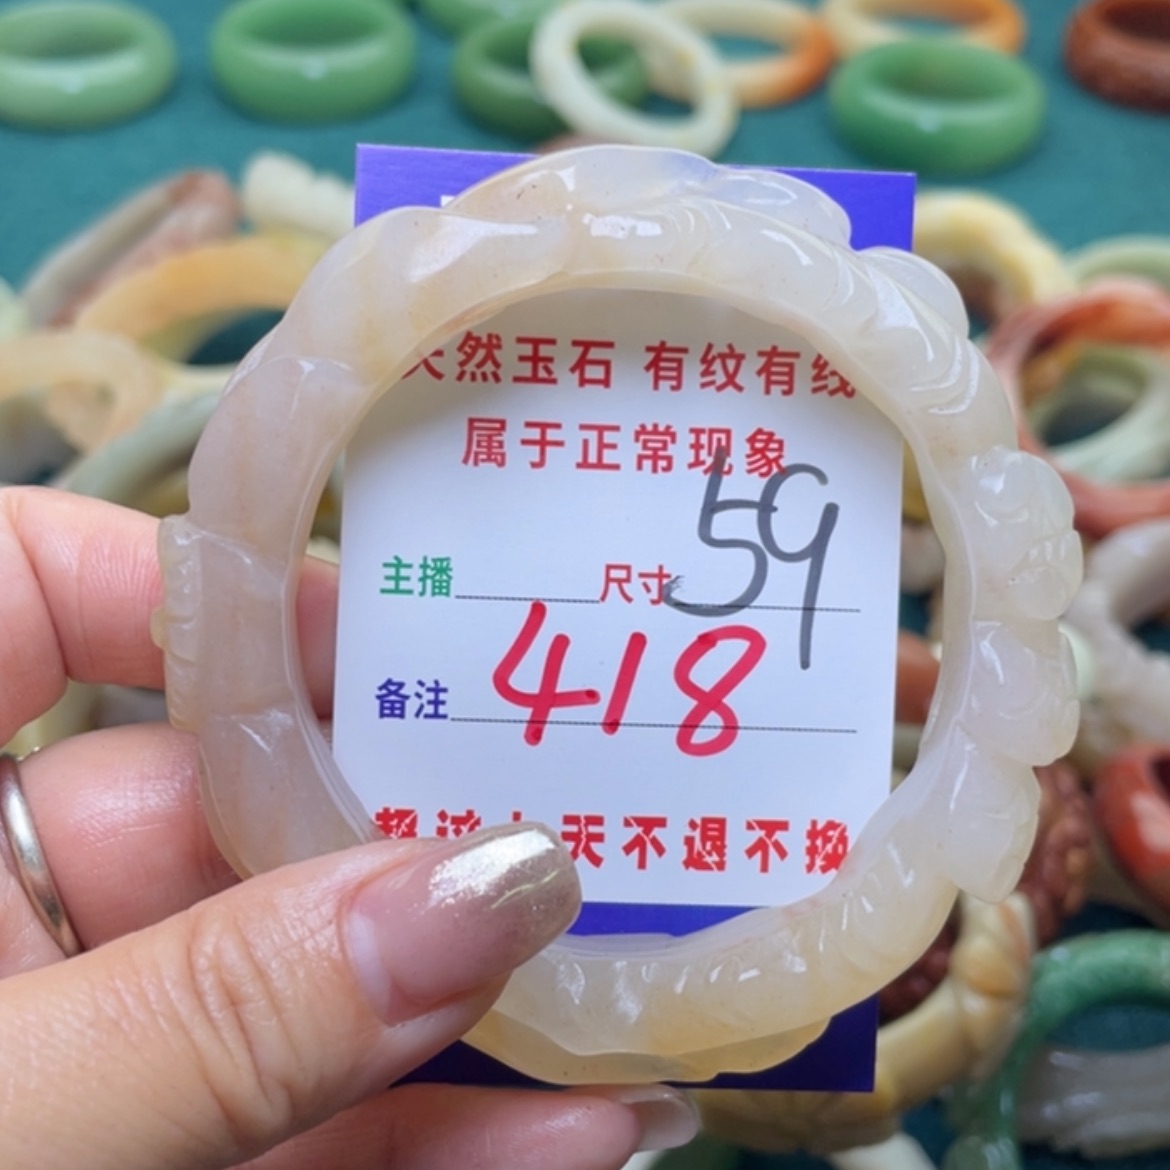 天然玉石 有纹有线
属于正常现象
主播 尺寸 59
备注 418
天不退不换